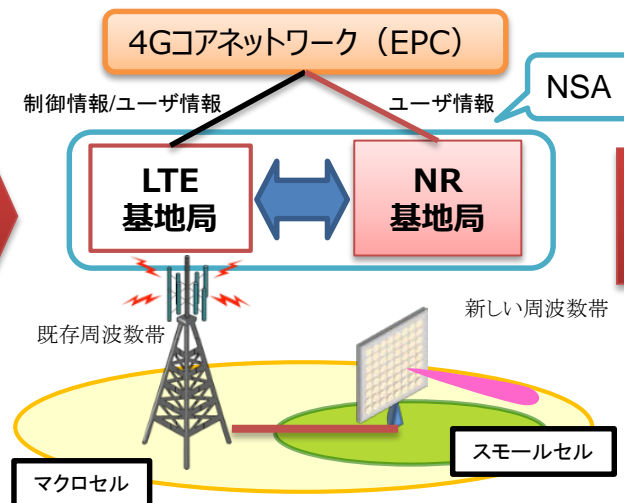 4Gコアネットワーク（EPC）
制御情報/ユーザ情報
ユーザ情報
NSA
LTE
基地局
NR
基地局
既存周波数帯
新しい周波数帯
スモールセル
マクロセル